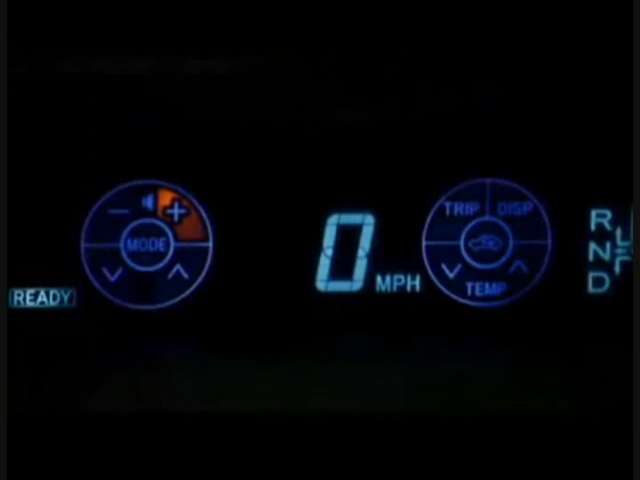 - +
MODE
READY
0 MPH
TRIP DISP
TEMP
R
N
D